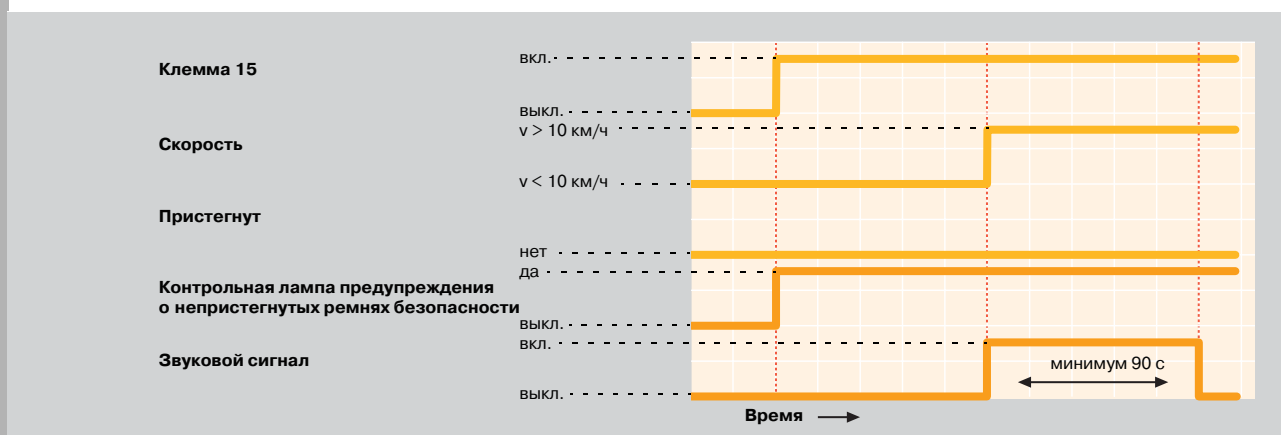 вкл.
Клемма 15
выкл.
v > 10 км/ч
Скорость
v < 10 км/ч
Пристегнут
нет
да
Контрольная лампа предупреждения
о непристегнутых ремнях безопасности
выкл.
вкл.
Звуковой сигнал
минимум 90 с
выкл.
Время